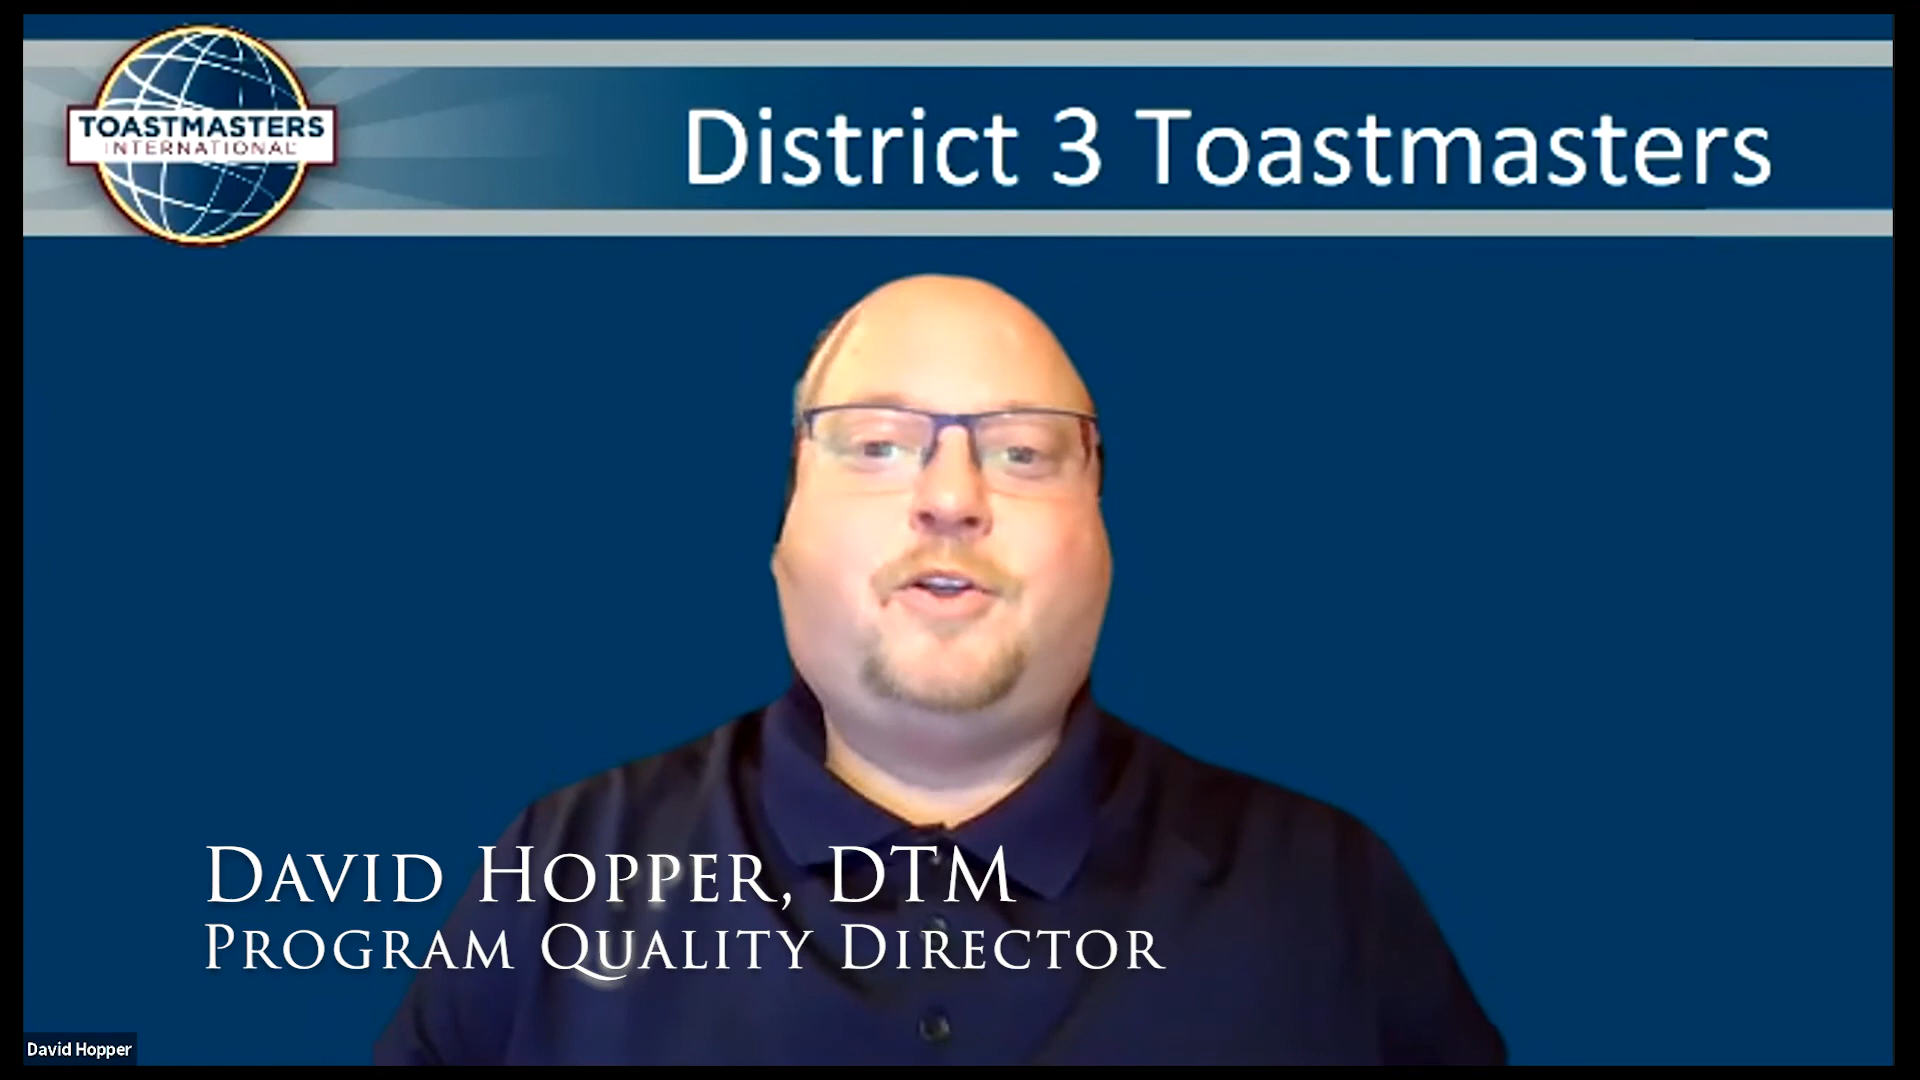 TOASTMASTERS
INTERNATIONAL
District 3 Toastmasters
David Hopper, DTM
Program Quality Director
David Hopper